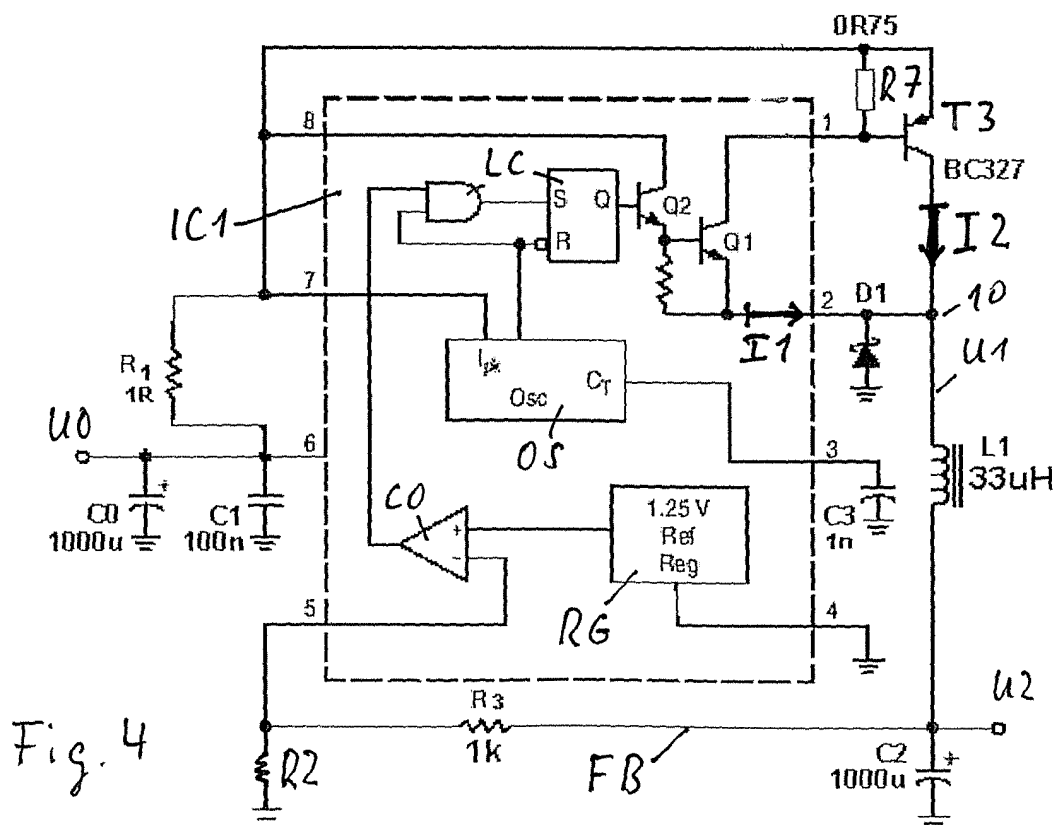 0R75
R7
T3
BC327
8
1
LC
S
Q
R
Q2
Q1
IC1
I2
7
2
D1
10
I1
U1
R1
1R
Ipk
Osc
CT
OS
U0
6
3
L1
33uH
C0
1000u
C1
100n
C0
+
-
1.25 V
Ref
Reg
C3
1n
5
RG
4
R3
1k
U2
Fig. 4
R2
FB
C2
1000u
+